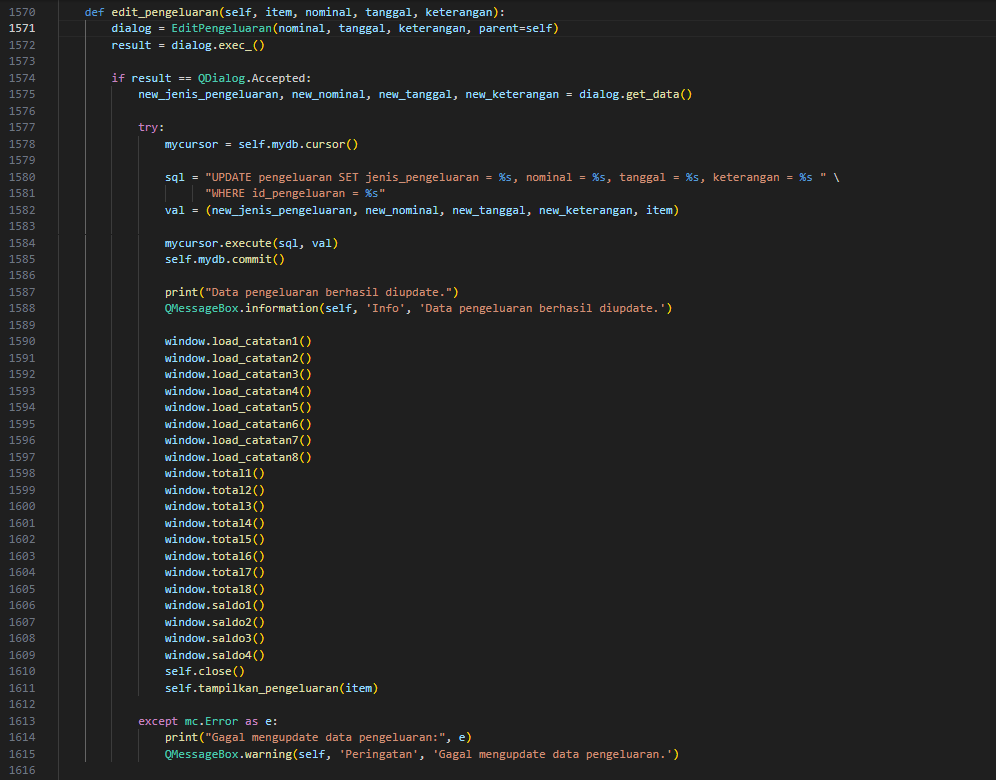 1570 def edit_pengeluaran(self, item, nominal, tanggal, keterangan):
1571 dialog = EditPengeluaran(nominal, tanggal, keterangan, parent=self)
1572 result = dialog.exec_()
1573
1574 if result == QDialog.Accepted:
1575 new_jenis_pengeluaran, new_nominal, new_tanggal, new_keterangan = dialog.get_data()
1576
1577 try:
1578 mycursor = self.mydb.cursor()
1579
1580 sql = "UPDATE pengeluaran SET jenis_pengeluaran = %s, nominal = %s, tanggal = %s, keterangan = %s " \
1581 "WHERE id_pengeluaran = %s"
1582 val = (new_jenis_pengeluaran, new_nominal, new_tanggal, new_keterangan, item)
1583
1584 mycursor.execute(sql, val)
1585 self.mydb.commit()
1586
1587 print("Data pengeluaran berhasil diupdate.")
1588 QMessageBox.information(self, 'Info', 'Data pengeluaran berhasil diupdate.')
1589
1590 window.load_catatan1()
1591 window.load_catatan2()
1592 window.load_catatan3()
1593 window.load_catatan4()
1594 window.load_catatan5()
1595 window.load_catatan6()
1596 window.load_catatan7()
1597 window.load_catatan8()
1598 window.total1()
1599 window.total2()
1600 window.total3()
1601 window.total4()
1602 window.total5()
1603 window.total6()
1604 window.total7()
1605 window.total8()
1606 window.saldo1()
1607 window.saldo2()
1608 window.saldo3()
1609 window.saldo4()
1610 self.close()
1611 self.tampilkan_pengeluaran(item)
1612
1613 except mc.Error as e:
1614 print("Gagal mengupdate data pengeluaran:", e)
1615 QMessageBox.warning(self, 'Peringatan', 'Gagal mengupdate data pengeluaran.')
1616